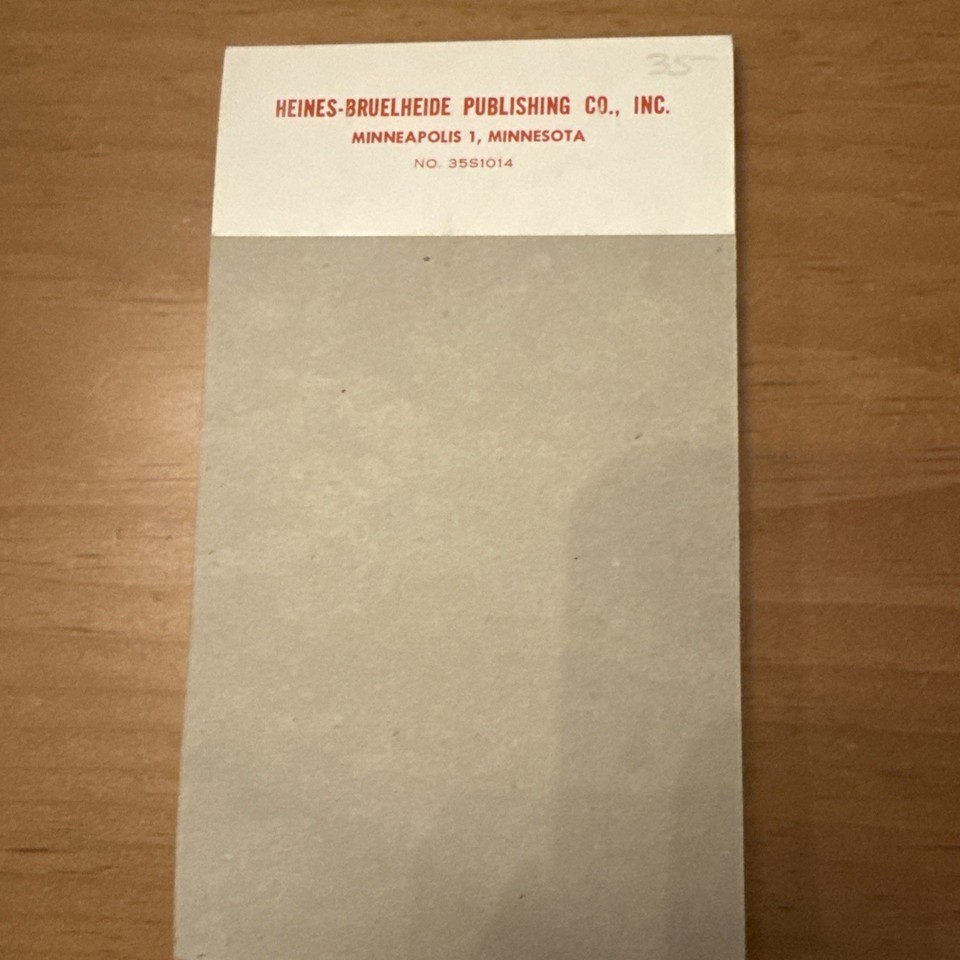 35
HEINES-BRUELHEIDE PUBLISHING CO., INC.
MINNEAPOLIS 1, MINNESOTA
NO. 35S1014